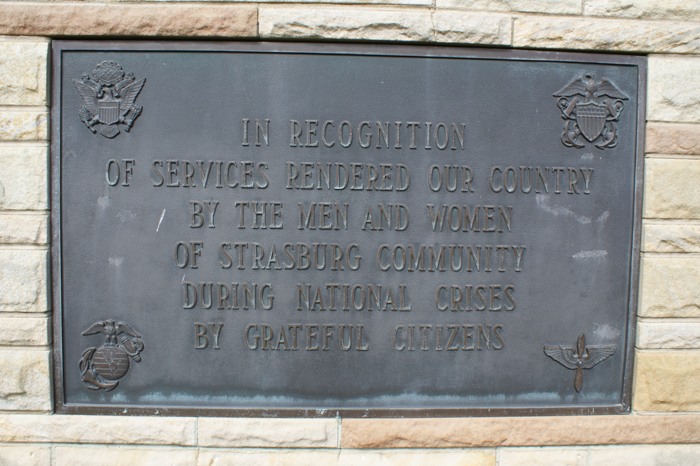 IN RECOGNITION
OF SERVICES RENDERED OUR COUNTRY
BY THE MEN AND WOMEN
OF STRASBURG COMMUNITY
DURING NATIONAL CRISES
BY GRATEFUL CITIZENS